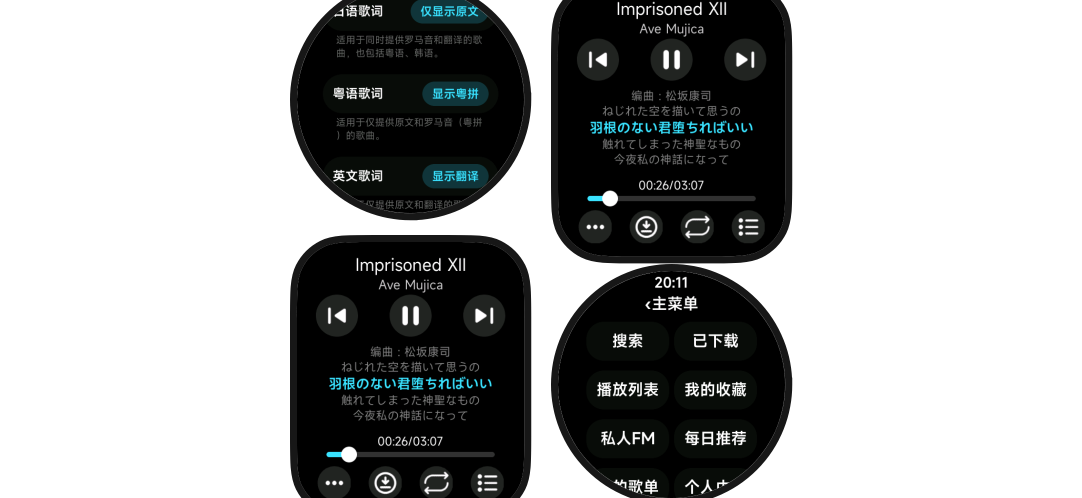 日语歌词
仅显示原文
适用于同时提供罗马音和翻译的歌
曲，也包括粤语、韩语。
粤语歌词
显示粤拼
适用于仅提供原文和罗马音（粤拼
）的歌曲。
英文歌词
显示翻译
仅提供原文和翻译的
Imprisoned XII
Ave Mujica
编曲：松坂康司
ねじれた空を描いて思うの
羽根のない君堕ちればいい
触れてしまった神聖なもの
今夜私の神話になって
00:26/03:07
Imprisoned XII
Ave Mujica
编曲：松坂康司
ねじれた空を描いて思うの
羽根のない君堕ちればいい
触れてしまった神聖なもの
今夜私の神話になって
00:26/03:07
20:11
‹主菜单
搜索
已下载
播放列表
我的收藏
私人FM
每日推荐
的歌单
个人中